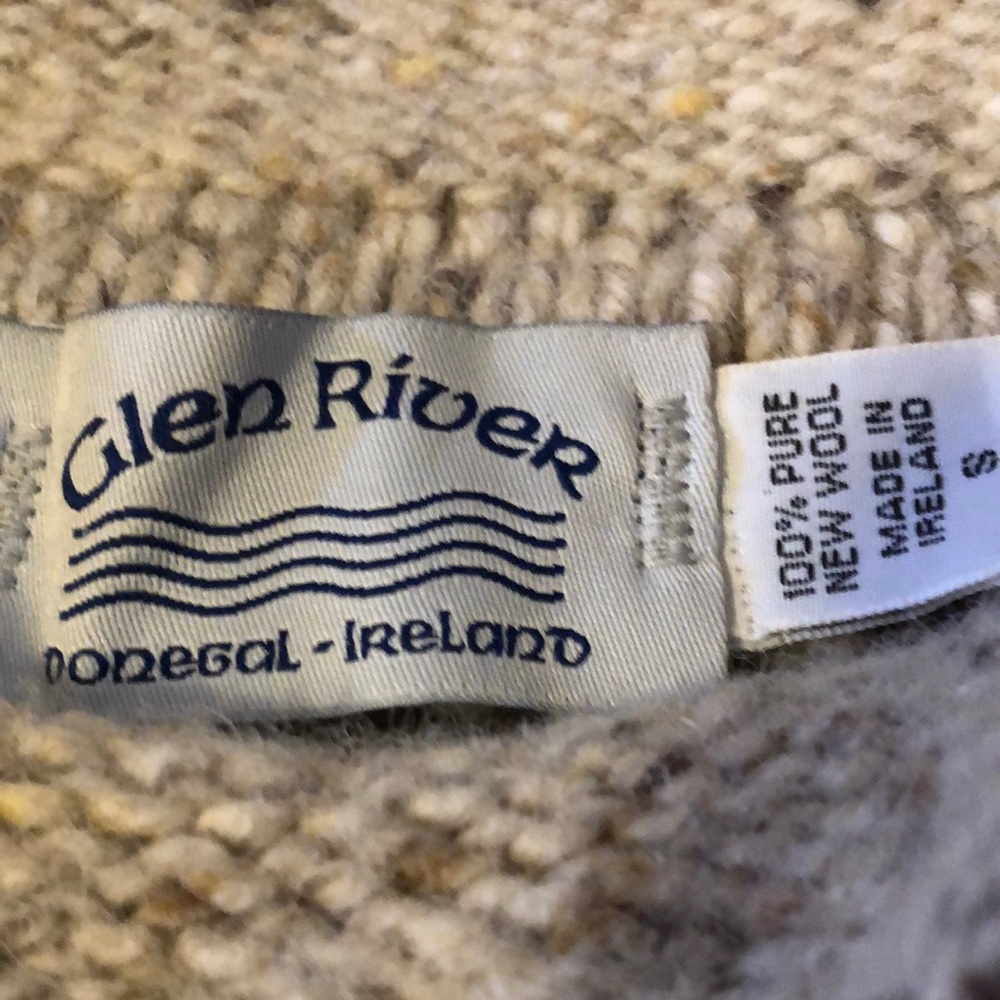 Glen River
Donegal - Ireland
100% PURE
NEW WOOL
MADE IN
IRELAND
S